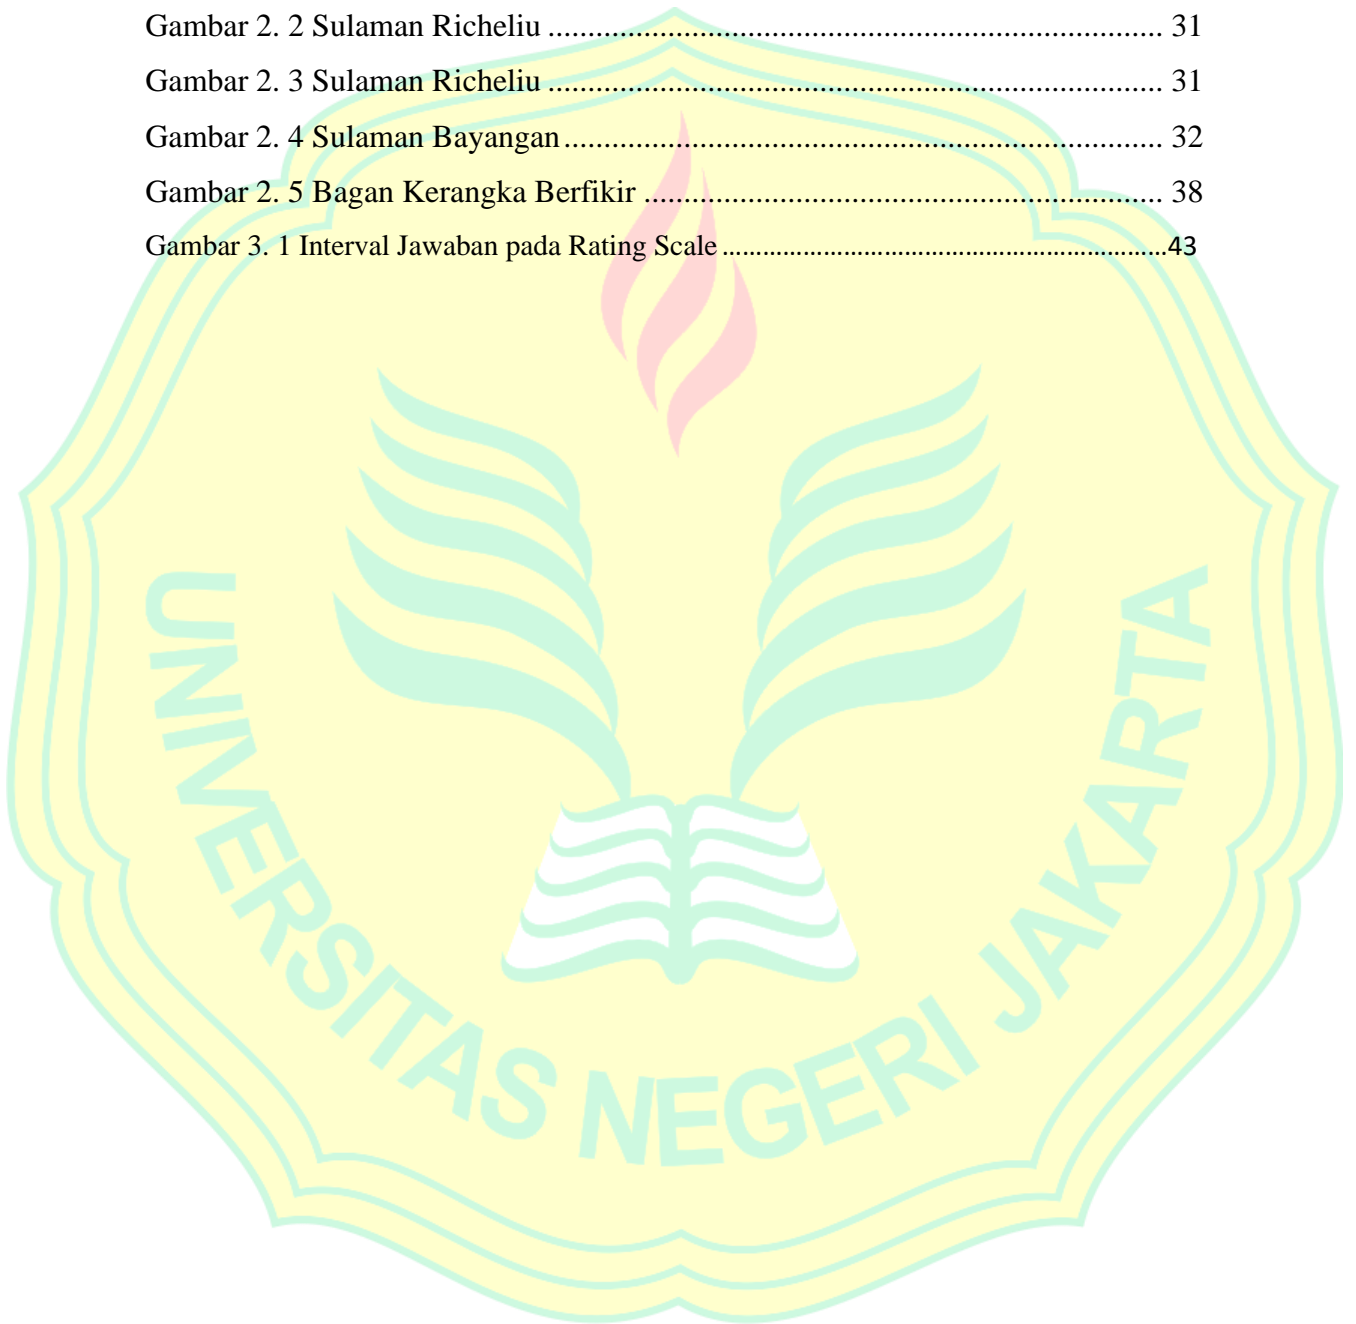 Gambar 2. 2 Sulaman Richeliu ............................................................................ 31
Gambar 2. 3 Sulaman Richeliu ............................................................................ 31
Gambar 2. 4 Sulaman Bayangan .......................................................................... 32
Gambar 2. 5 Bagan Kerangka Berfikir ................................................................ 38
Gambar 3. 1 Interval Jawaban pada Rating Scale ..................................................................43
UNIVERSITAS NEGERI JAKARTA